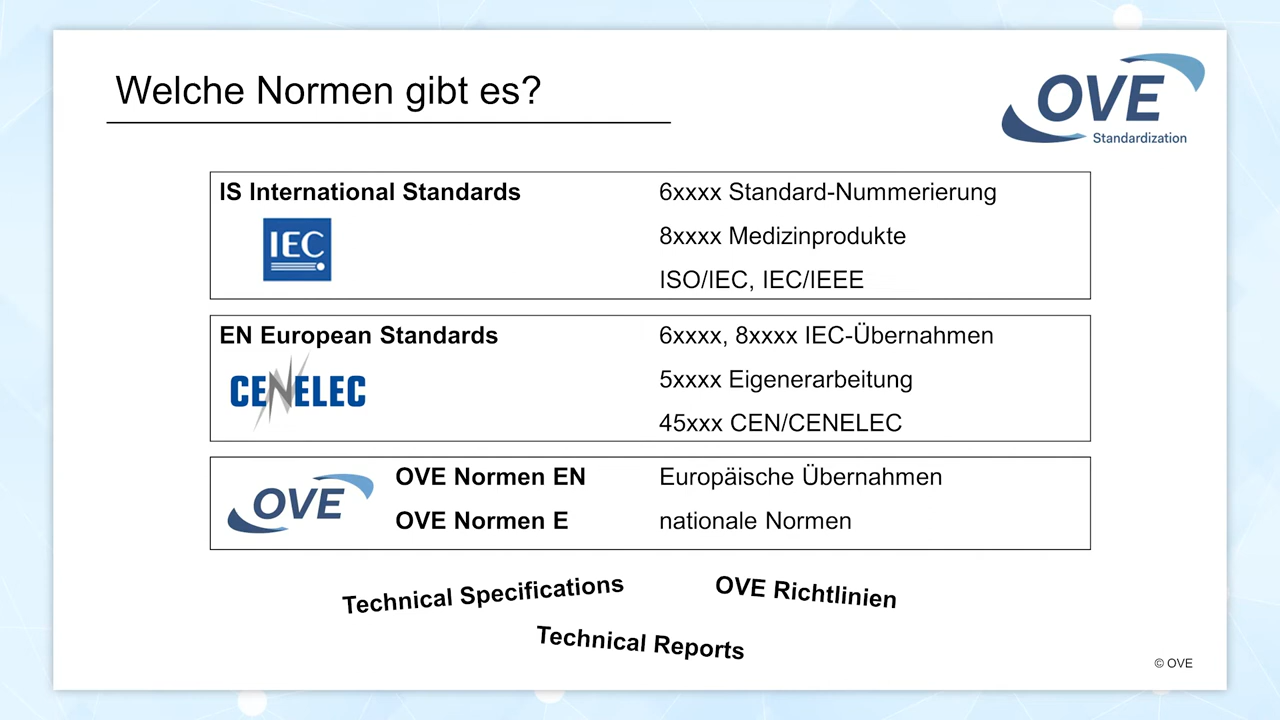 Welche Normen gibt es?
OVE
Standardization
IS International Standards
6xxxx Standard-Nummerierung
IEC
8xxxx Medizinprodukte
ISO/IEC, IEC/IEEE
EN European Standards
6xxxx, 8xxxx IEC-Übernahmen
CENELEC
5xxxx Eigenerarbeitung
45xxx CEN/CENELEC
OVE
OVE Normen EN
Europäische Übernahmen
OVE Normen E
nationale Normen
Technical Specifications
OVE Richtlinien
Technical Reports
© OVE